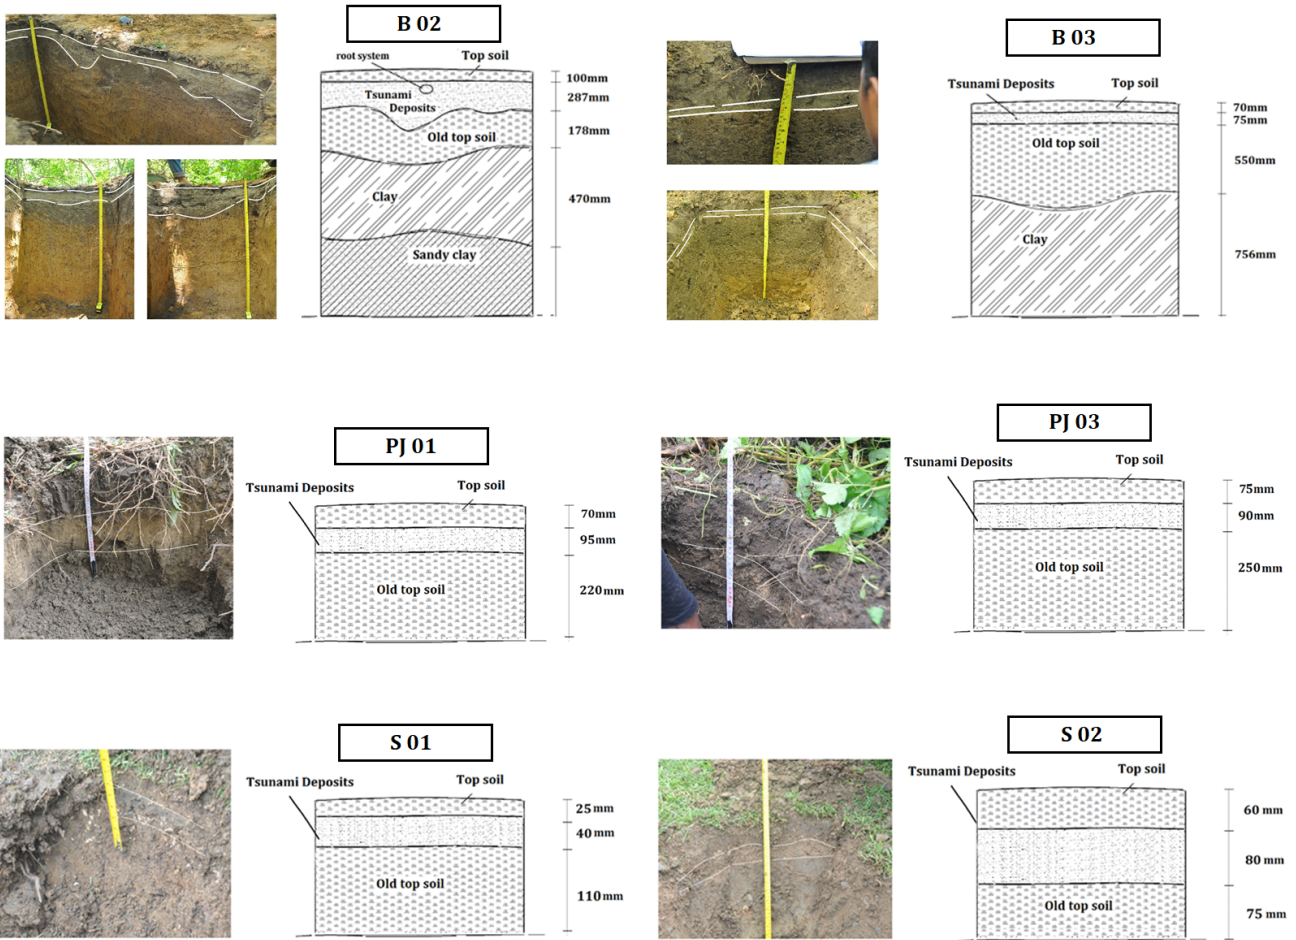 B 02
root system
Top soil
Tsunami
Deposits
Old top soil
Clay
Sandy clay
100mm
287mm
178mm
470mm
B 03
Tsunami Deposits
Top soil
Old top soil
Clay
70mm
75mm
550mm
756mm
PJ 01
Tsunami Deposits
Top soil
Old top soil
70mm
95mm
220mm
PJ 03
Tsunami Deposits
Top soil
Old top soil
75mm
90mm
250mm
S 01
Tsunami Deposits
Top soil
Old top soil
25mm
40mm
110mm
S 02
Tsunami Deposits
Top soil
Old top soil
60 mm
80 mm
75 mm